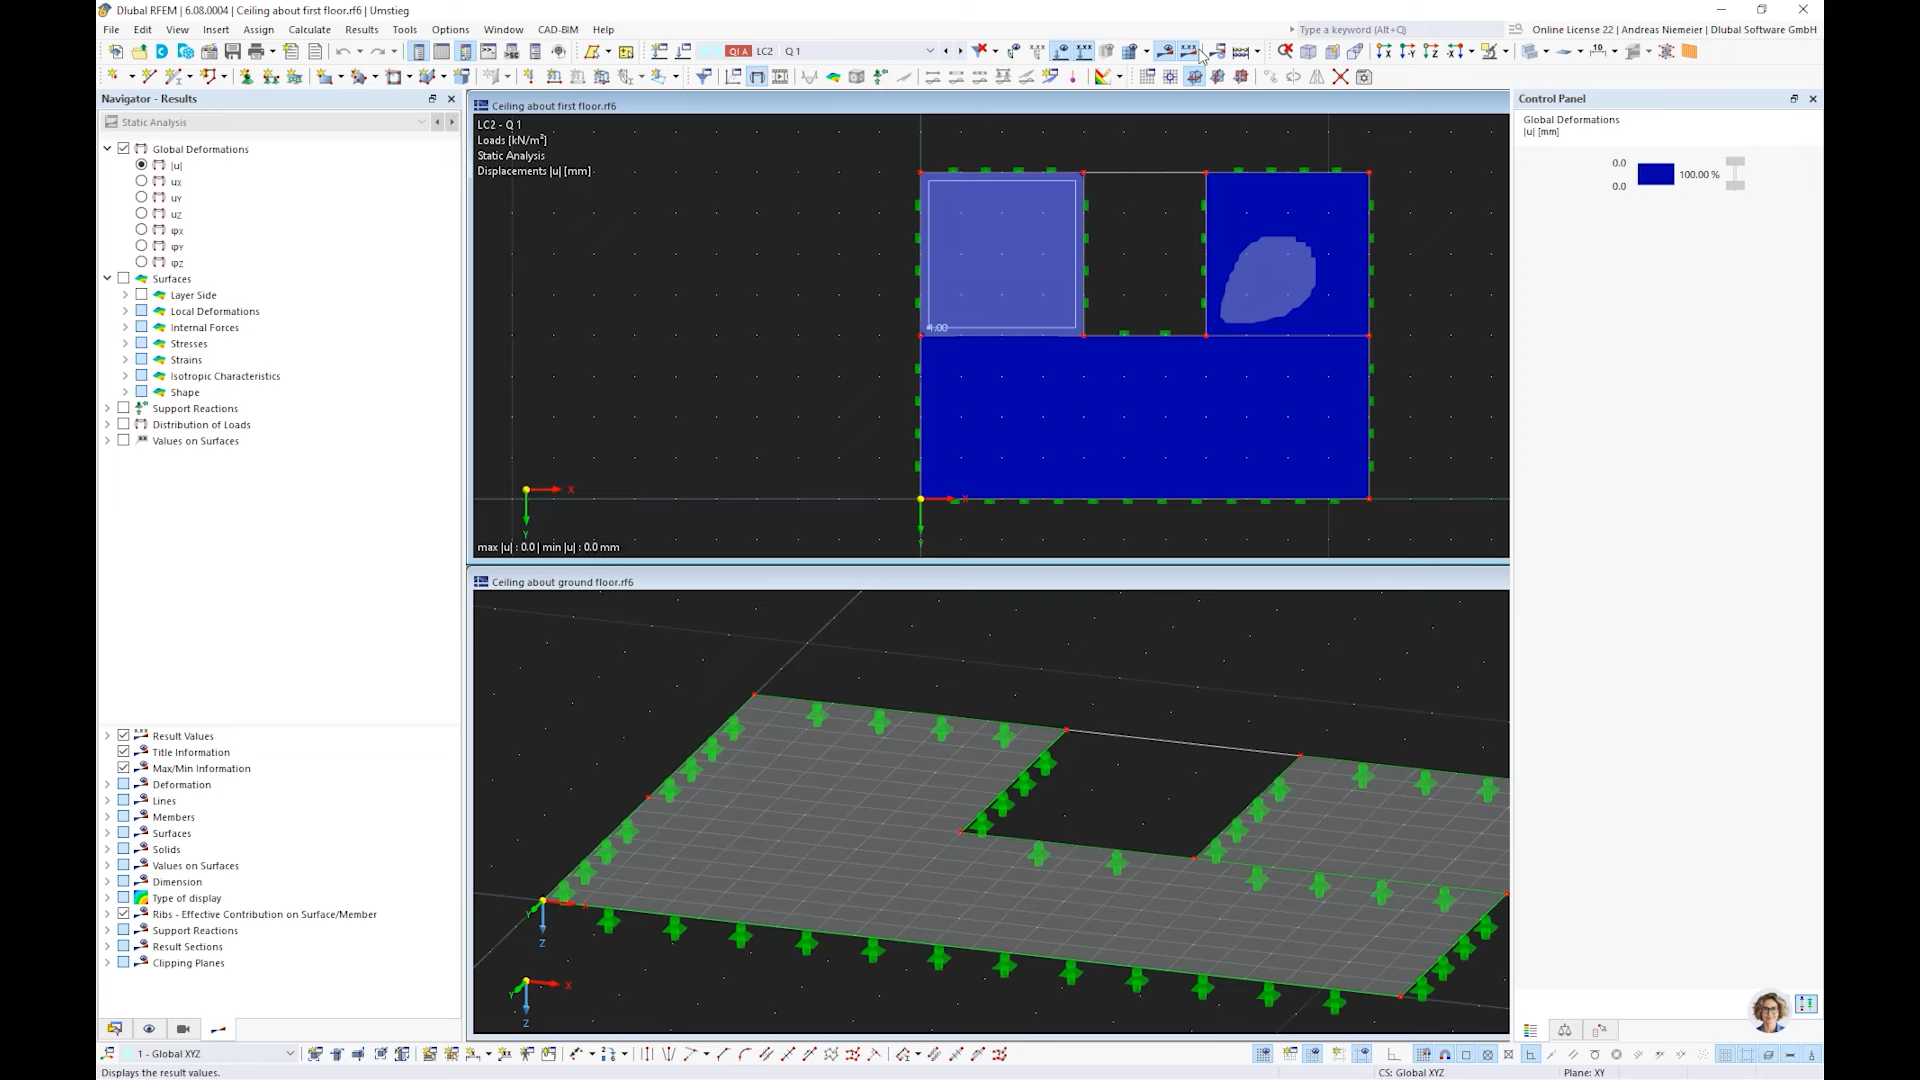 Dlubal RFEM | 6.08.0004 | Ceiling about first floor.rf6 | Umstieg
File Edit View Insert Assign Calculate Results Tools Options Window CAD-BIM Help
Type a keyword (Alt+Q)
Online License 22 | Andreas Niemeier | Dlubal Software GmbH
QI A LC2 Q 1
Navigator - Results
Static Analysis
Global Deformations
|u|
uX
uY
uZ
φX
φY
φZ
Surfaces
Layer Side
Local Deformations
Internal Forces
Stresses
Strains
Isotropic Characteristics
Shape
Support Reactions
Distribution of Loads
Values on Surfaces
Result Values
Title Information
Max/Min Information
Deformation
Lines
Members
Surfaces
Solids
Values on Surfaces
Dimension
Type of display
Ribs - Effective Contribution on Surface/Member
Support Reactions
Result Sections
Clipping Planes
Ceiling about first floor.rf6
LC2 - Q 1
Loads [kN/m²]
Static Analysis
Displacements |u| [mm]
4.00
X
Y
X
Y
max |u| : 0.0 | min |u| : 0.0 mm
Ceiling about ground floor.rf6
X
Y
Z
X
Y
Z
Control Panel
Global Deformations
|u| [mm]
0.0
0.0
100.00 %
1 - Global XYZ
Displays the result values.
CS: Global XYZ
Plane: XY